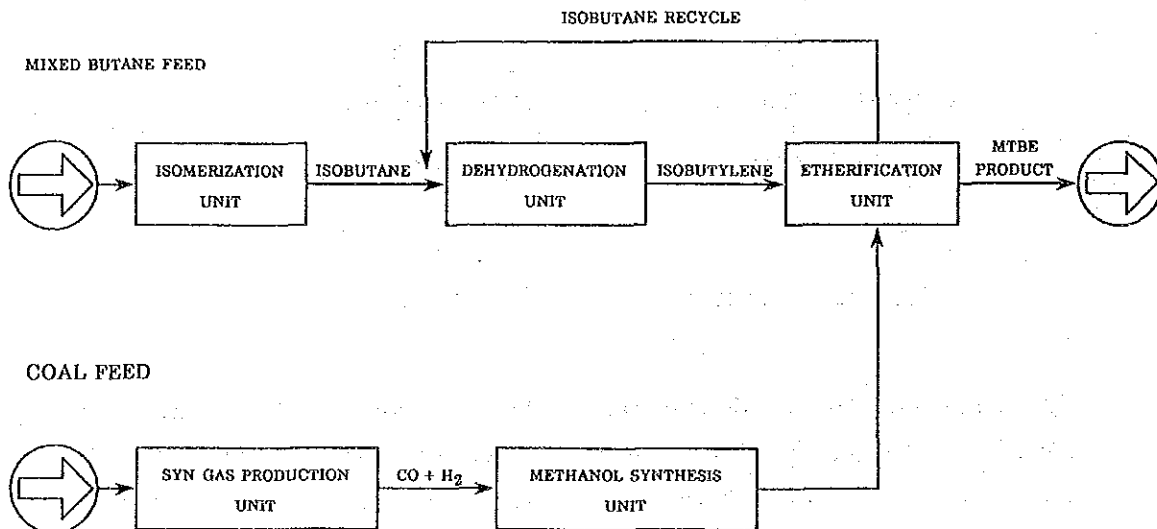 ISOBUTANE RECYCLE
MIXED BUTANE FEED
ISOMERIZATION
UNIT
ISOBUTANE
DEHYDROGENATION
UNIT
ISOBUTYLENE
ETHERIFICATION
UNIT
MTBE
PRODUCT
COAL FEED
SYN GAS PRODUCTION
UNIT
CO + H₂
METHANOL SYNTHESIS
UNIT